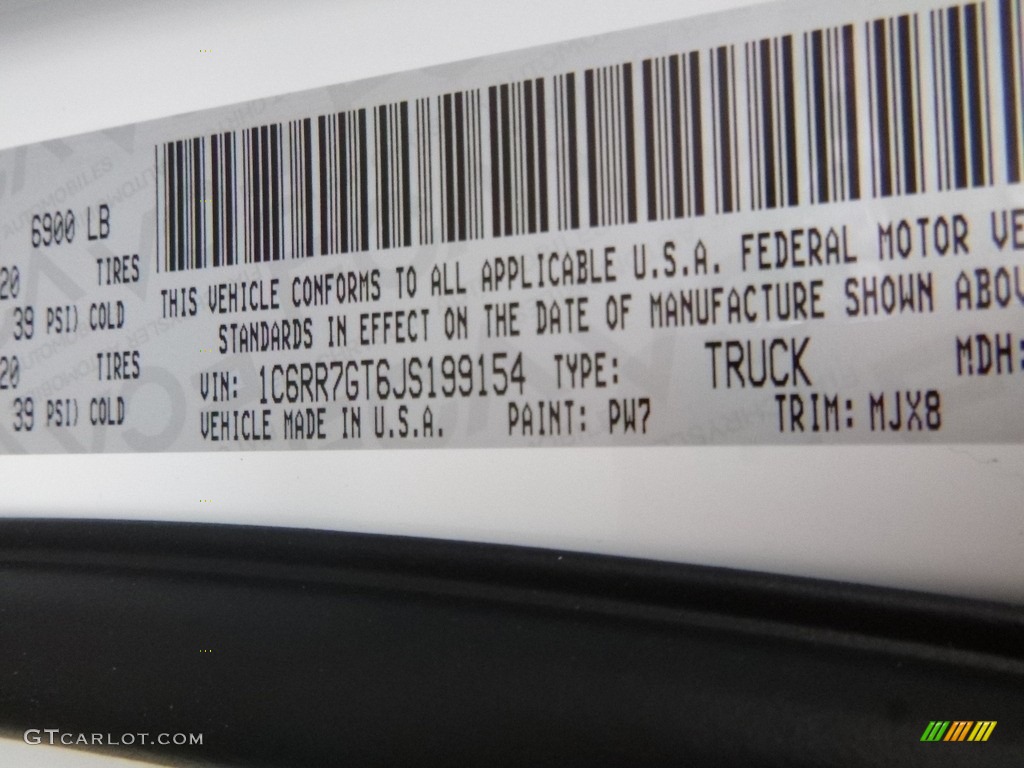 6900 LB
20 TIRES
39 PSI) COLD
20 TIRES
39 PSI) COLD
THIS VEHICLE CONFORMS TO ALL APPLICABLE U.S.A. FEDERAL MOTOR VE
STANDARDS IN EFFECT ON THE DATE OF MANUFACTURE SHOWN ABOV
VIN: 1C6RR7GT6JS199154 TYPE: TRUCK MDH:
VEHICLE MADE IN U.S.A. PAINT: PW7 TRIM: MJX8
GTCARLOT.COM